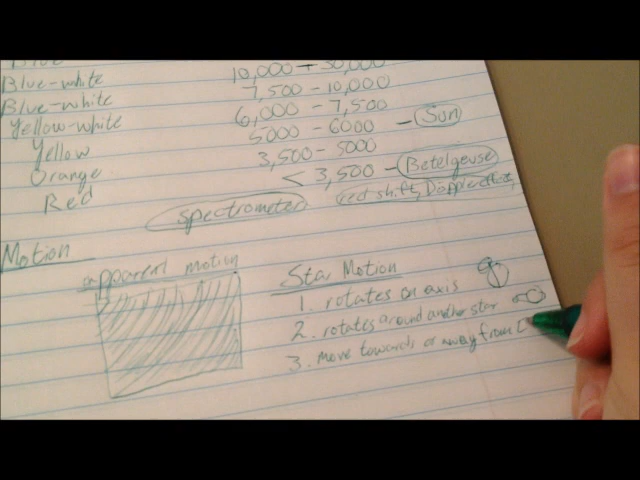 Blue
Blue-white 10,000 - 30,000
Blue-white 7,500 - 10,000
Yellow-white 6,000 - 7,500
Yellow 5000 - 6000 - Sun
Orange 3,500 - 5000
Red < 3,500 - Betelgeuse
spectrometer red shift, Doppler effect,
Motion
apparent motion
Star Motion
1. rotates on axis
2. rotates around another star
3. move towards or away from